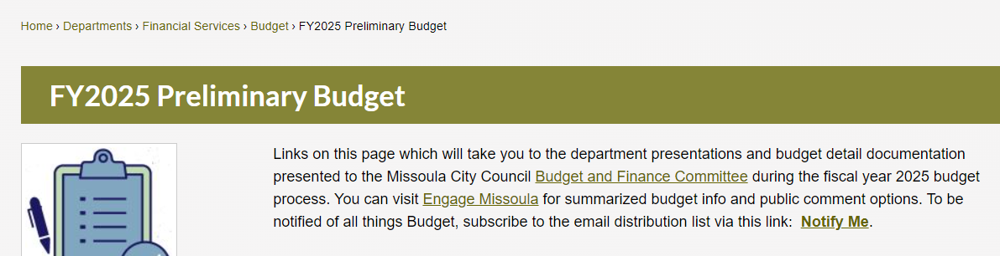 Home › Departments › Financial Services › Budget › FY2025 Preliminary Budget
FY2025 Preliminary Budget
Links on this page which will take you to the department presentations and budget detail documentation
presented to the Missoula City Council Budget and Finance Committee during the fiscal year 2025 budget
process. You can visit Engage Missoula for summarized budget info and public comment options. To be
notified of all things Budget, subscribe to the email distribution list via this link:  Notify Me.